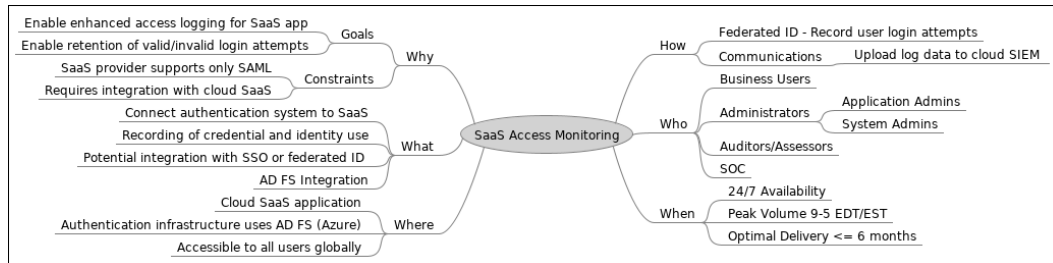 SaaS Access Monitoring
Why
Goals
Enable enhanced access logging for SaaS app
Enable retention of valid/invalid login attempts
Constraints
SaaS provider supports only SAML
Requires integration with cloud SaaS
What
Connect authentication system to SaaS
Recording of credential and identity use
Potential integration with SSO or federated ID
AD FS Integration
Where
Cloud SaaS application
Authentication infrastructure uses AD FS (Azure)
Accessible to all users globally
How
Federated ID - Record user login attempts
Communications
Upload log data to cloud SIEM
Who
Business Users
Administrators
Application Admins
System Admins
Auditors/Assessors
SOC
When
24/7 Availability
Peak Volume 9-5 EDT/EST
Optimal Delivery <= 6 months